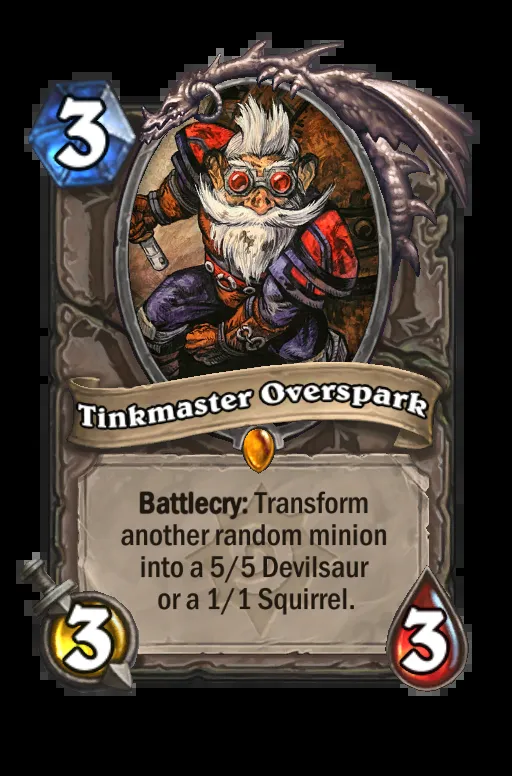 3
Tinkmaster Overspark
Battlecry: Transform
another random minion
into a 5/5 Devilsaur
or a 1/1 Squirrel.
3
3